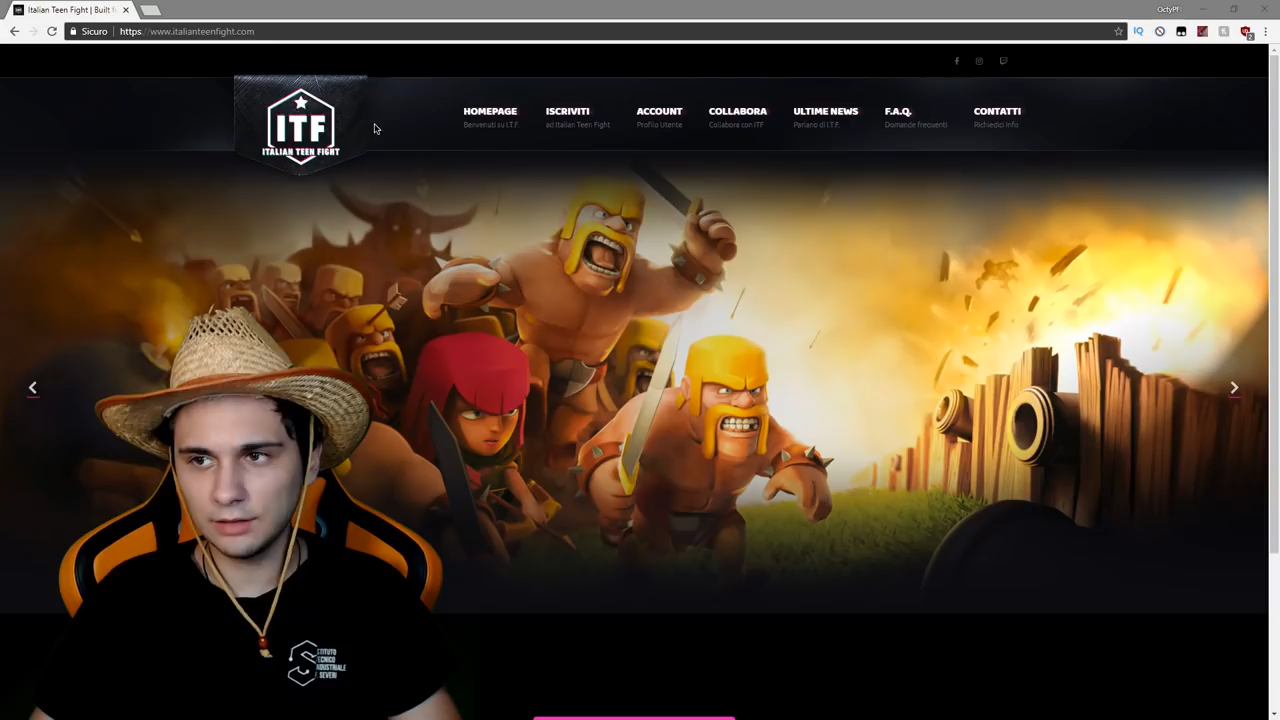 Italian Teen Fight | Built f
OctyPf
Sicuro
https://www.italianteenfight.com
HOMEPAGE
Benvenuti su I.T.F.
ISCRIVITI
ad Italian Teen Fight
ACCOUNT
Profilo Utente
COLLABORA
Collabora con ITF
ULTIME NEWS
Parlano di I.T.F.
F.A.Q.
Domande frequenti
CONTATTI
Richiedici Info
ITF
ITALIAN TEEN FIGHT
STITUTO
TECNICO
INDUSTRIALE
SEVERI